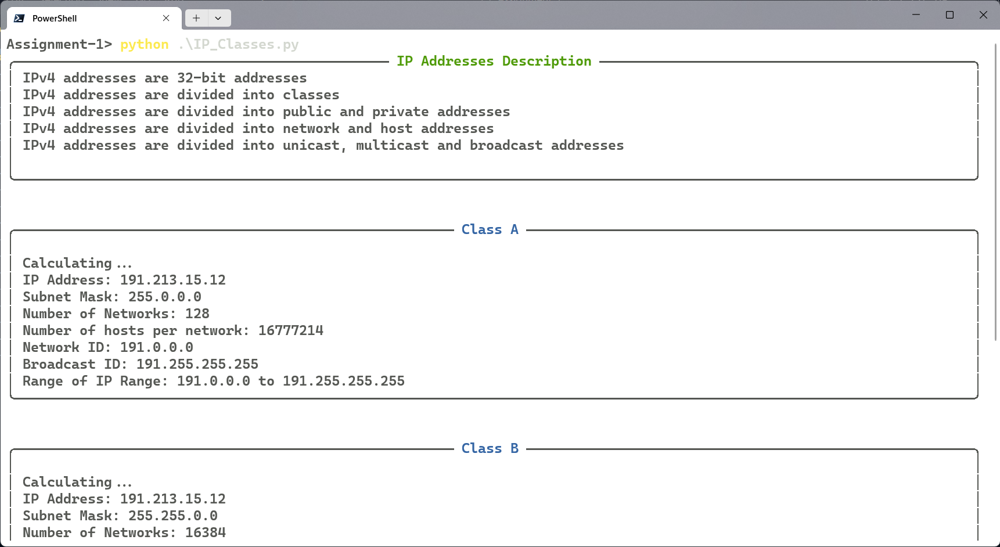 PowerShell
Assignment-1> python .\IP_Classes.py
IP Addresses Description
IPv4 addresses are 32-bit addresses
IPv4 addresses are divided into classes
IPv4 addresses are divided into public and private addresses
IPv4 addresses are divided into network and host addresses
IPv4 addresses are divided into unicast, multicast and broadcast addresses
Class A
Calculating...
IP Address: 191.213.15.12
Subnet Mask: 255.0.0.0
Number of Networks: 128
Number of hosts per network: 16777214
Network ID: 191.0.0.0
Broadcast ID: 191.255.255.255
Range of IP Range: 191.0.0.0 to 191.255.255.255
Class B
Calculating...
IP Address: 191.213.15.12
Subnet Mask: 255.255.0.0
Number of Networks: 16384